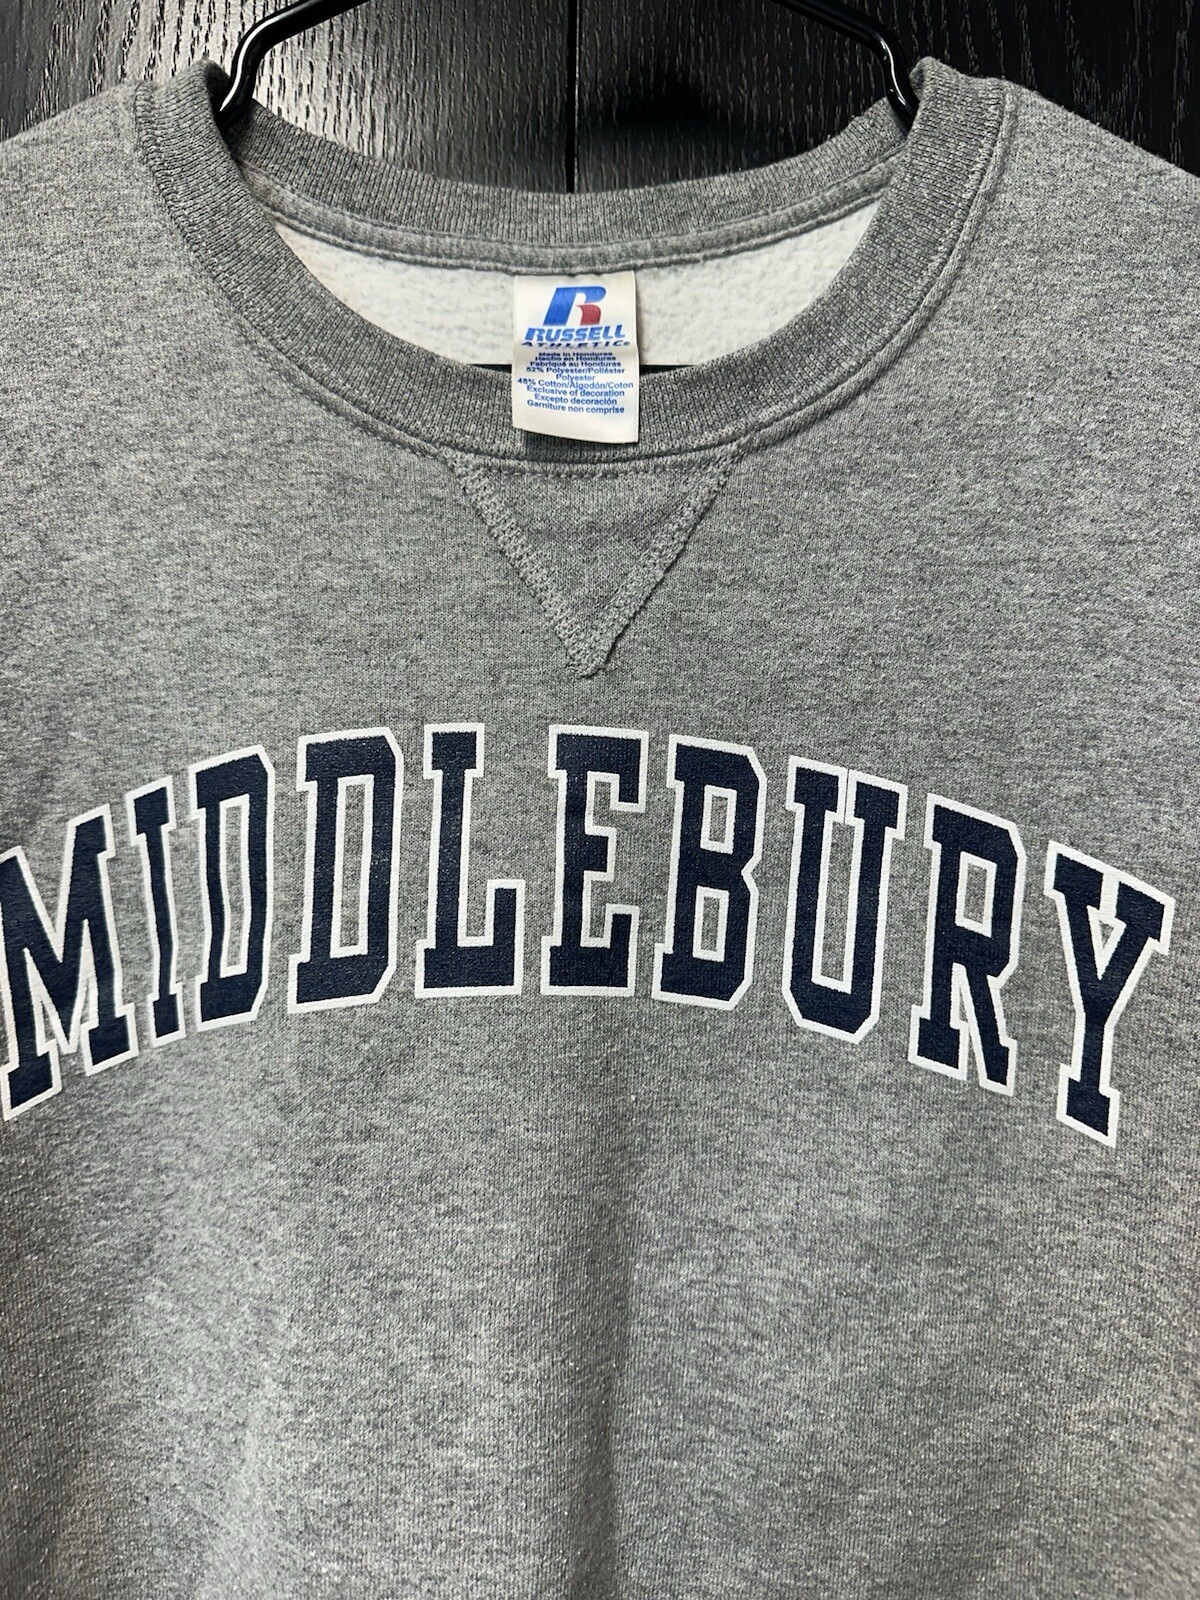 R
RUSSELL
ATHLETIC®
Made in Honduras
Hecho en Honduras
Fabriqué au Honduras
52% Polyester/Poliéster
Polyester
48% Cotton/Algodón/Coton
Exclusive of decoration
Excepto decoración
Garniture non comprise
MIDDLEBURY